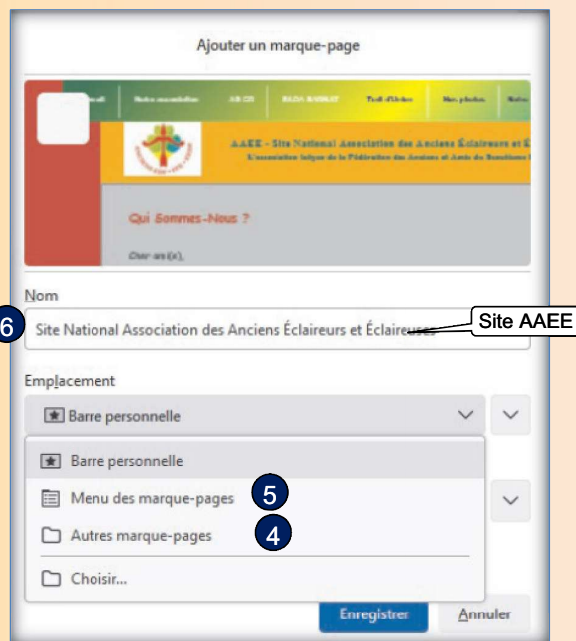 Ajouter un marque-page
AAEE - Site National Association des Anciens Éclaireurs et É
Qui Sommes-Nous ?
Cher ami(e),
Nom
6
Site National Association des Anciens Éclaireurs et Éclaireuses
Site AAEE
Emplacement
Barre personnelle
Barre personnelle
Menu des marque-pages
5
Autres marque-pages
4
Choisir...
Enregistrer
Annuler